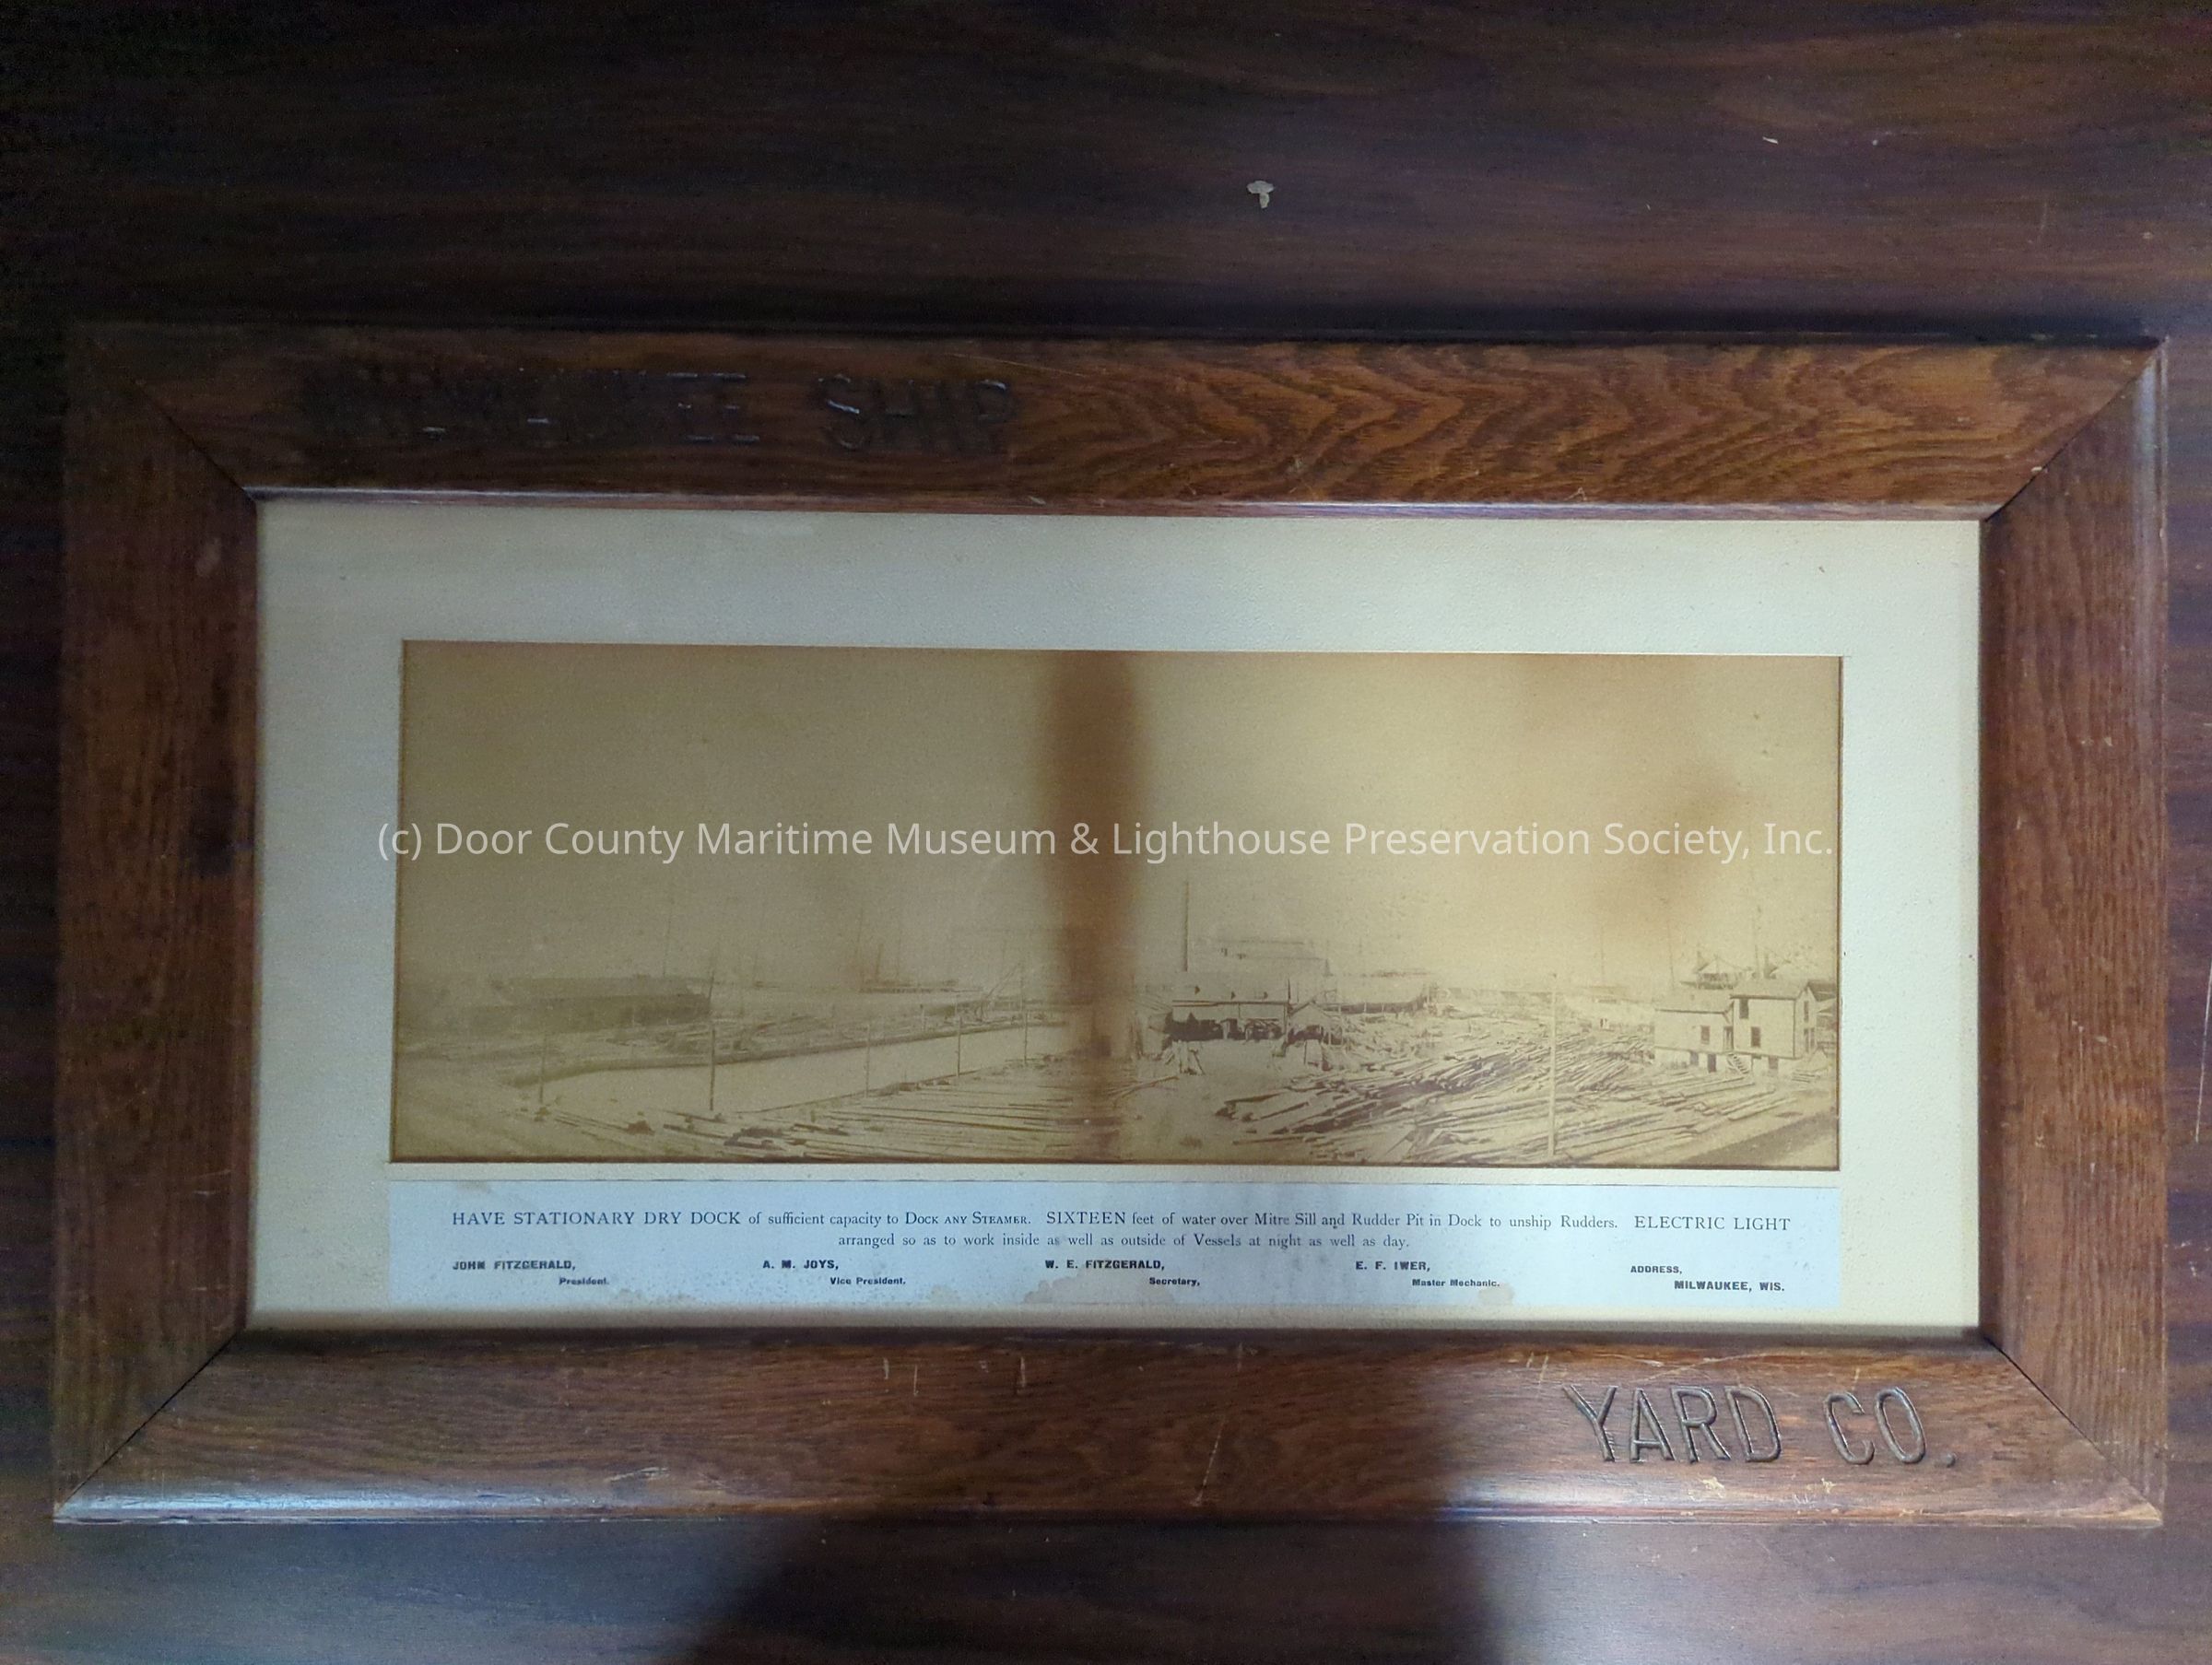 MILWAUKEE SHIP
(c) Door County Maritime Museum & Lighthouse Preservation Society, Inc.
HAVE STATIONARY DRY DOCK of sufficient capacity to DOCK ANY STEAMER. SIXTEEN feet of water over Mitre Sill and Rudder Pit in Dock to unship Rudders. ELECTRIC LIGHT
arranged so as to work inside as well as outside of Vessels at night as well as day.
JOHN FITZGERALD, A. M. JOYS, W. E. FITZGERALD, E. F. IWER, ADDRESS,
President. Vice President. Secretary, Master Mechanic. MILWAUKEE, WIS.
YARD CO.